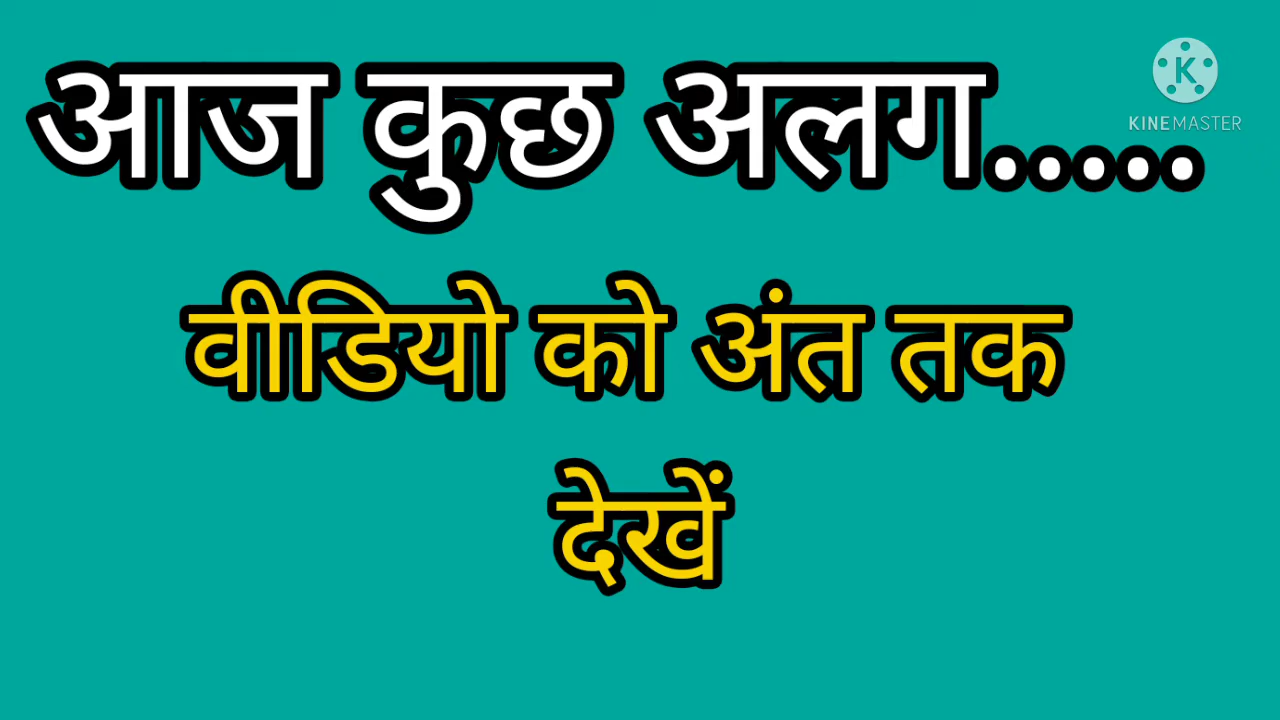 आज कुछ अलग.....
K
KINEMASTER
वीडियो को अंत तक
देखें